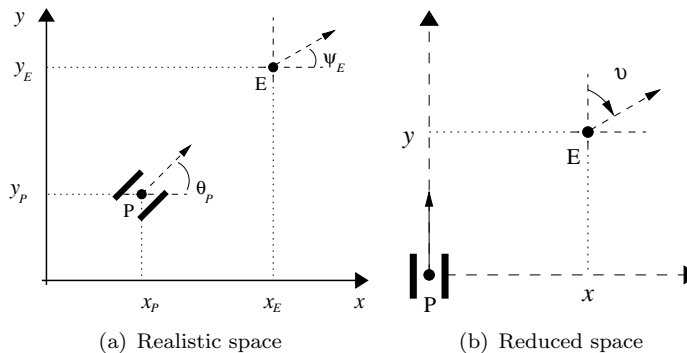 y
y_E
E
ψ_E
y_P
P
θ_P
x_P
x_E
x
(a) Realistic space
υ
y
E
P
x
(b) Reduced space